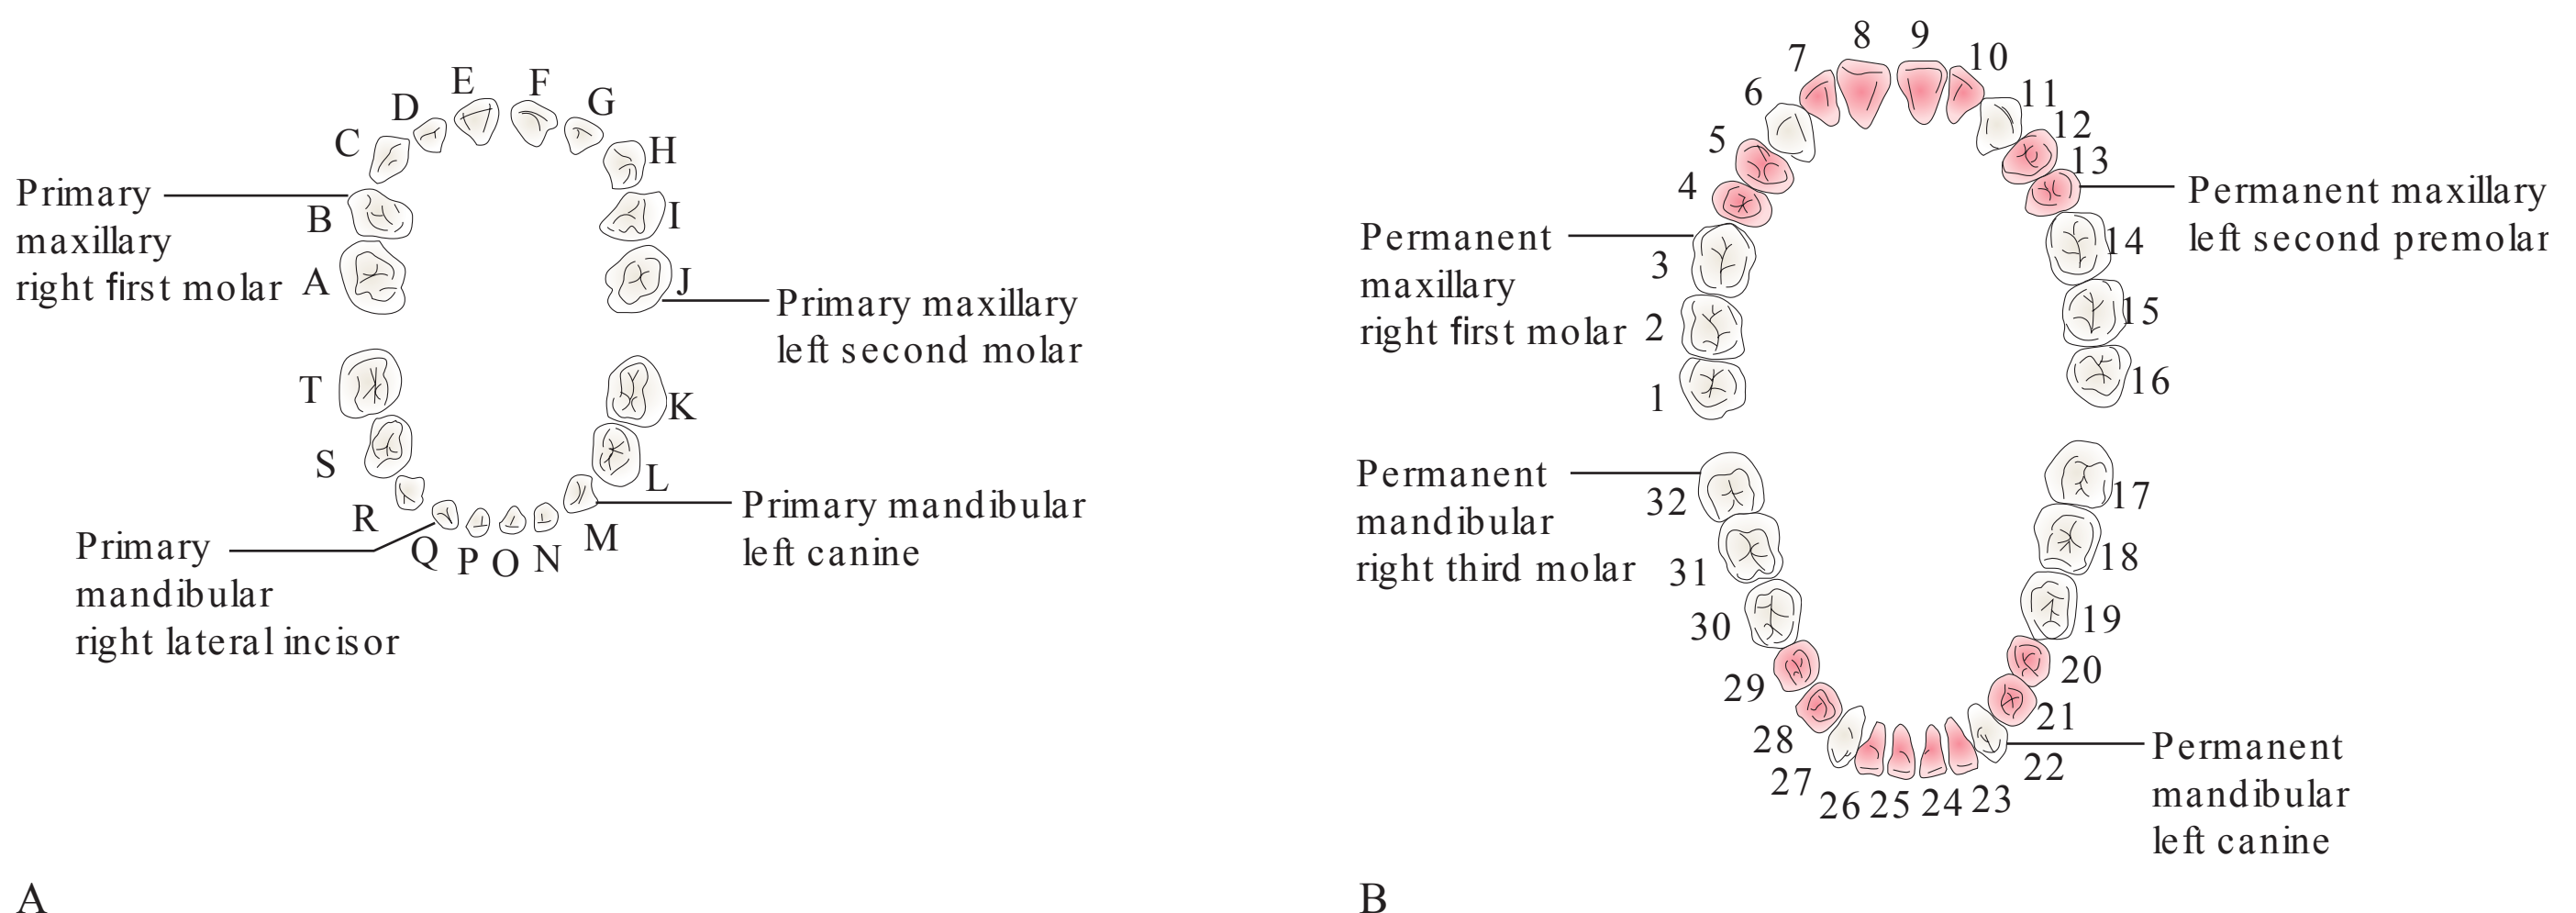 E F
D G
C H
Primary
maxillary
right first molar
B I
A J
Primary maxillary
left second molar
T K
S L
R M
Q P O N
Primary mandibular
left canine
Primary
mandibular
right lateral incisor
A
8 9
7 10
6 11
5 12
4 13
Permanent maxillary
left second premolar
Permanent
maxillary
right first molar
3 14
2 15
1 16
Permanent
mandibular
right third molar
32 17
31 18
30 19
29 20
28 21
27 22
26 25 24 23
Permanent
mandibular
left canine
B